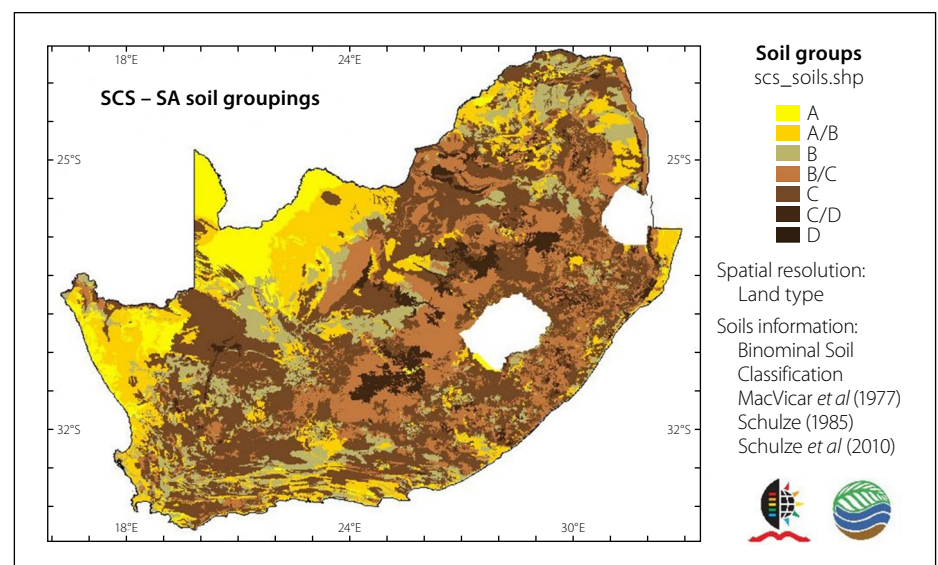 18°E
24°E
SCS – SA soil groupings
25°S
25°S
32°S
32°S
18°E
24°E
30°E
Soil groups
scs_soils.shp
A
A/B
B
B/C
C
C/D
D
Spatial resolution:
Land type
Soils information:
Binominal Soil
Classification
MacVicar et al (1977)
Schulze (1985)
Schulze et al (2010)